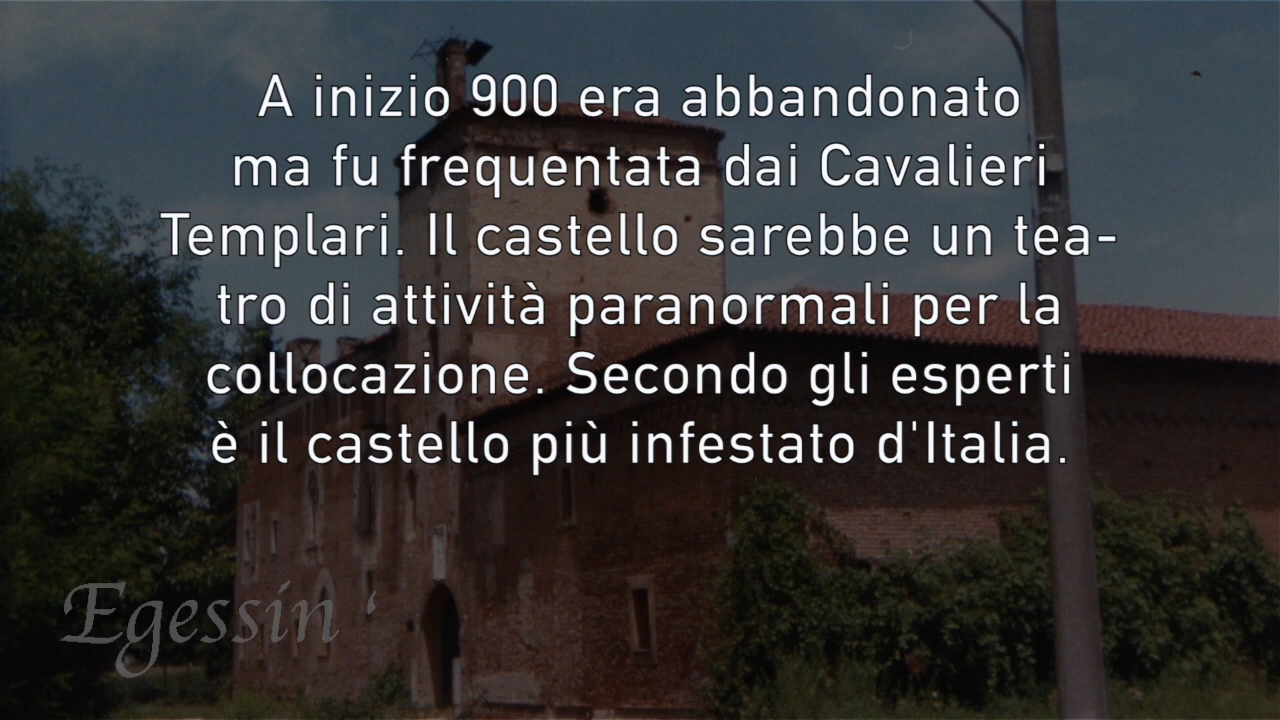 A inizio 900 era abbandonato
ma fu frequentata dai Cavalieri
Templari. Il castello sarebbe un tea-
tro di attività paranormali per la
collocazione. Secondo gli esperti
è il castello più infestato d'Italia.
Egessin ‘